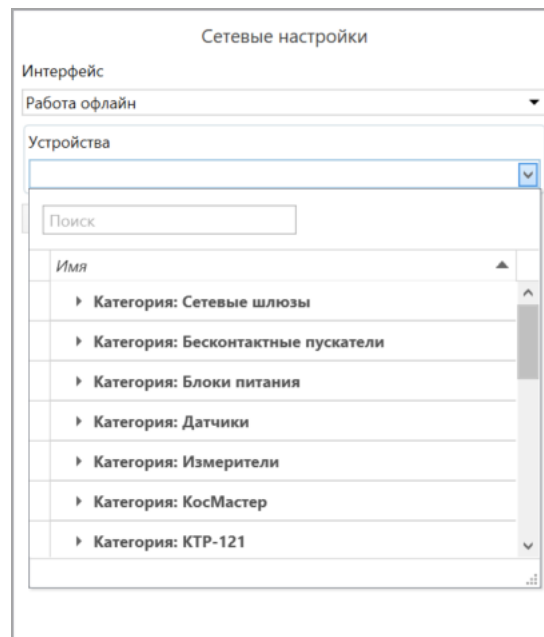 Сетевые настройки
Интерфейс
Работа офлайн
Устройства
Поиск
Имя
Категория: Сетевые шлюзы
Категория: Бесконтактные пускатели
Категория: Блоки питания
Категория: Датчики
Категория: Измерители
Категория: КосМастер
Категория: КТР-121